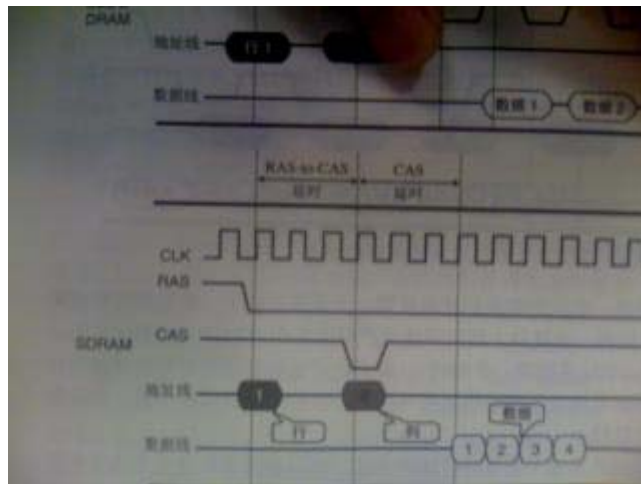 DRAM
地址线 行 1
数据线 数据 1 数据 2
RAS-to-CAS CAS
延时 延时
CLK
RAS
SDRAM CAS
地址线
行 列
数据
数据线 1 2 3 4